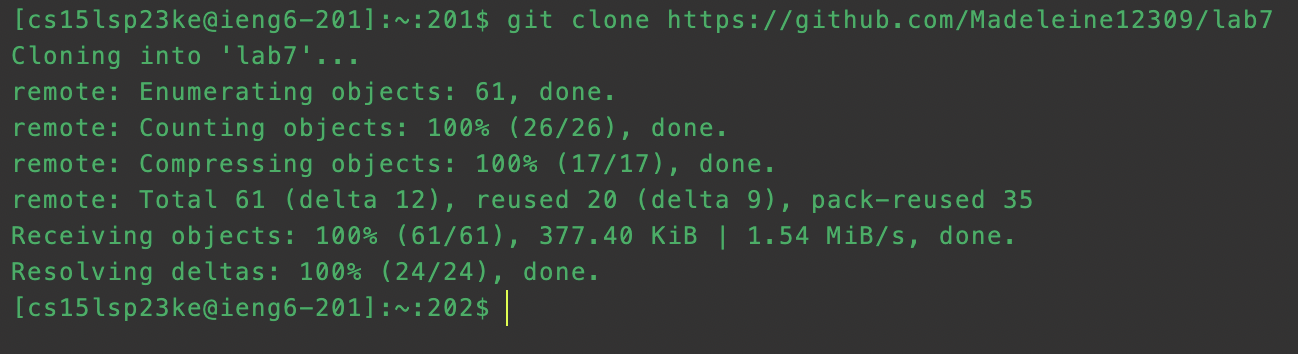 [cs15lsp23ke@ieng6-201]:~:201$ git clone https://github.com/Madeleine12309/lab7
Cloning into 'lab7'...
remote: Enumerating objects: 61, done.
remote: Counting objects: 100% (26/26), done.
remote: Compressing objects: 100% (17/17), done.
remote: Total 61 (delta 12), reused 20 (delta 9), pack-reused 35
Receiving objects: 100% (61/61), 377.40 KiB | 1.54 MiB/s, done.
Resolving deltas: 100% (24/24), done.
[cs15lsp23ke@ieng6-201]:~:202$